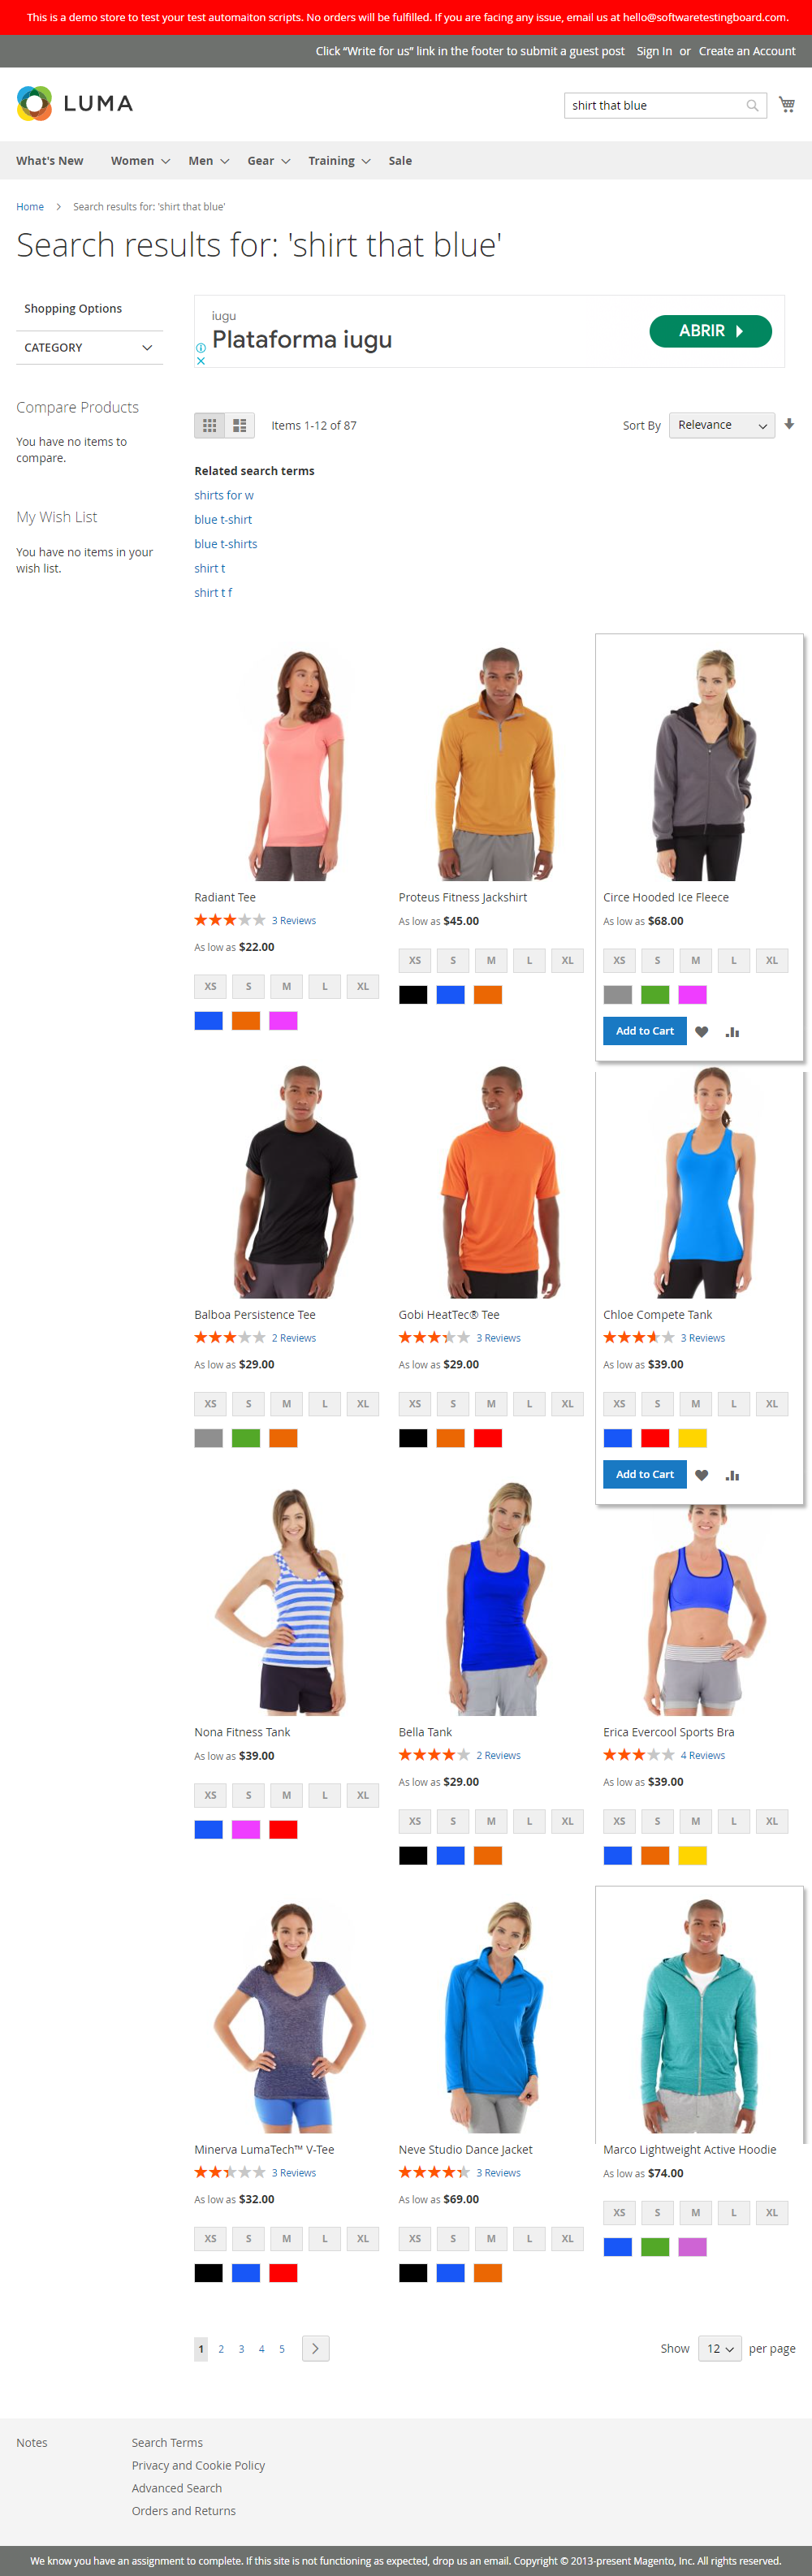 This is a demo store to test your test automaiton scripts. No orders will be fulfilled. If you are facing any issue, email us at hello@softwaretestingboard.com.
Click “Write for us” link in the footer to submit a guest post Sign In or Create an Account
LUMA
shirt that blue
What's New Women Men Gear Training Sale
Home Search results for: 'shirt that blue'
Search results for: 'shirt that blue'
Shopping Options
CATEGORY
Compare Products
You have no items to
compare.
My Wish List
You have no items in your
wish list.
iugu
Plataforma iugu
ABRIR
Items 1-12 of 87
Sort By Relevance
Related search terms
shirts for w
blue t-shirt
blue t-shirts
shirt t
shirt t f
Radiant Tee
3 Reviews
As low as $22.00
XS S M L XL
Proteus Fitness Jackshirt
As low as $45.00
XS S M L XL
Circe Hooded Ice Fleece
As low as $68.00
XS S M L XL
Add to Cart
Balboa Persistence Tee
2 Reviews
As low as $29.00
XS S M L XL
Gobi HeatTec® Tee
3 Reviews
As low as $29.00
XS S M L XL
Chloe Compete Tank
3 Reviews
As low as $39.00
XS S M L XL
Add to Cart
Nona Fitness Tank
As low as $39.00
XS S M L XL
Bella Tank
2 Reviews
As low as $29.00
XS S M L XL
Erica Evercool Sports Bra
4 Reviews
As low as $39.00
XS S M L XL
Minerva LumaTech™ V-Tee
3 Reviews
As low as $32.00
XS S M L XL
Neve Studio Dance Jacket
3 Reviews
As low as $69.00
XS S M L XL
Marco Lightweight Active Hoodie
As low as $74.00
XS S M L XL
1 2 3 4 5
Show 12 per page
Notes
Search Terms
Privacy and Cookie Policy
Advanced Search
Orders and Returns
We know you have an assignment to complete. If this site is not functioning as expected, drop us an email. Copyright © 2013-present Magento, Inc. All rights reserved.